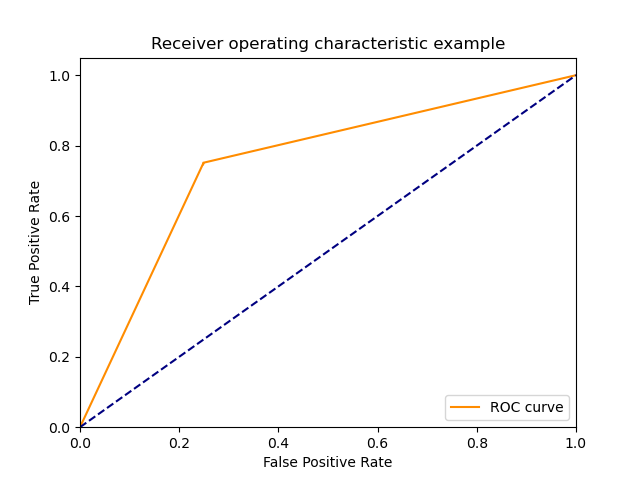 Receiver operating characteristic example
True Positive Rate
1.0
0.8
0.6
0.4
0.2
0.0
0.0 0.2 0.4 0.6 0.8 1.0
False Positive Rate
ROC curve